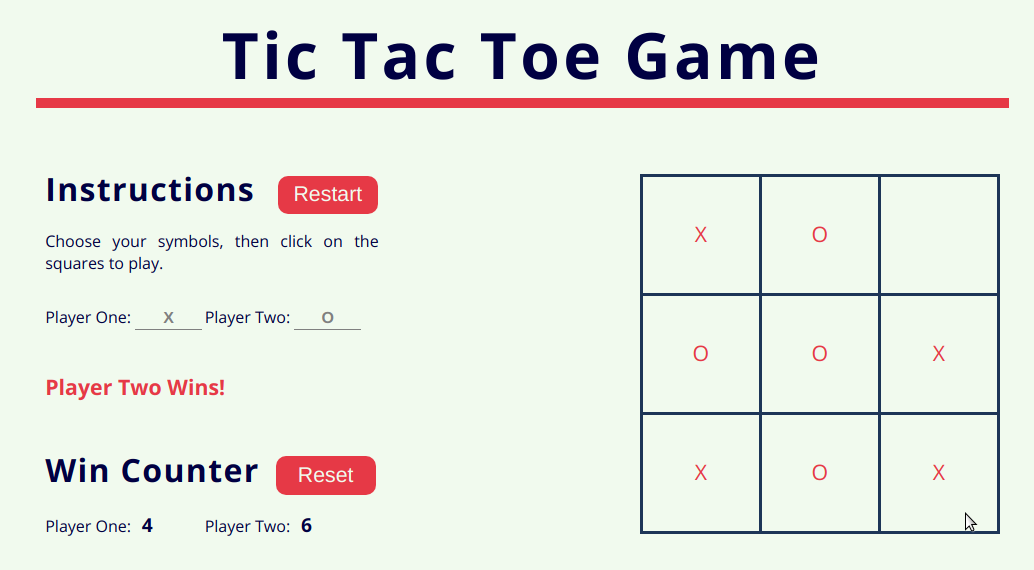 Tic Tac Toe Game
Instructions Restart
Choose your symbols, then click on the
squares to play.
Player One: X Player Two: O
Player Two Wins!
Win Counter Reset
Player One: 4 Player Two: 6
X O
O O X
X O X